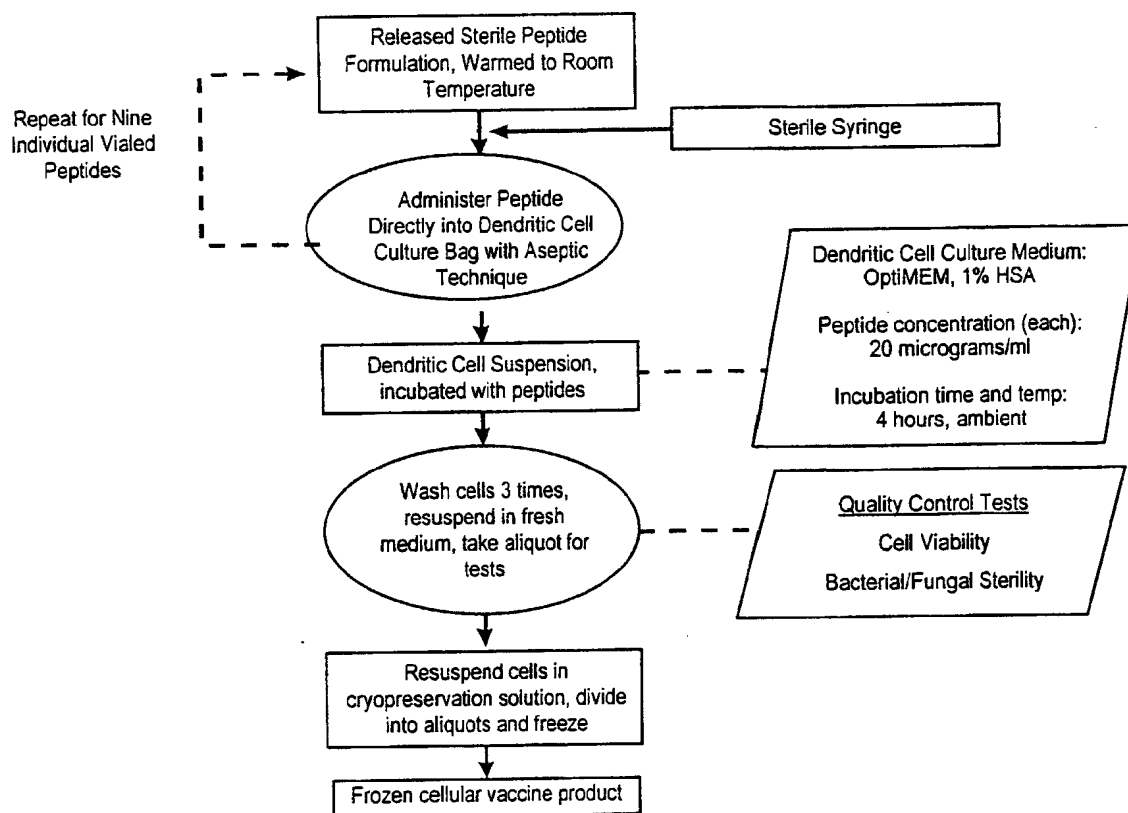 Released Sterile Peptide
Formulation, Warmed to Room
Temperature
Repeat for Nine
Individual Vialed
Peptides
Sterile Syringe
Administer Peptide
Directly into Dendritic Cell
Culture Bag with Aseptic
Technique
Dendritic Cell Culture Medium:
OptiMEM, 1% HSA
Peptide concentration (each):
20 micrograms/ml
Incubation time and temp:
4 hours, ambient
Dendritic Cell Suspension,
incubated with peptides
Wash cells 3 times,
resuspend in fresh
medium, take aliquot for
tests
Quality Control Tests
Cell Viability
Bacterial/Fungal Sterility
Resuspend cells in
cryopreservation solution, divide
into aliquots and freeze
Frozen cellular vaccine product